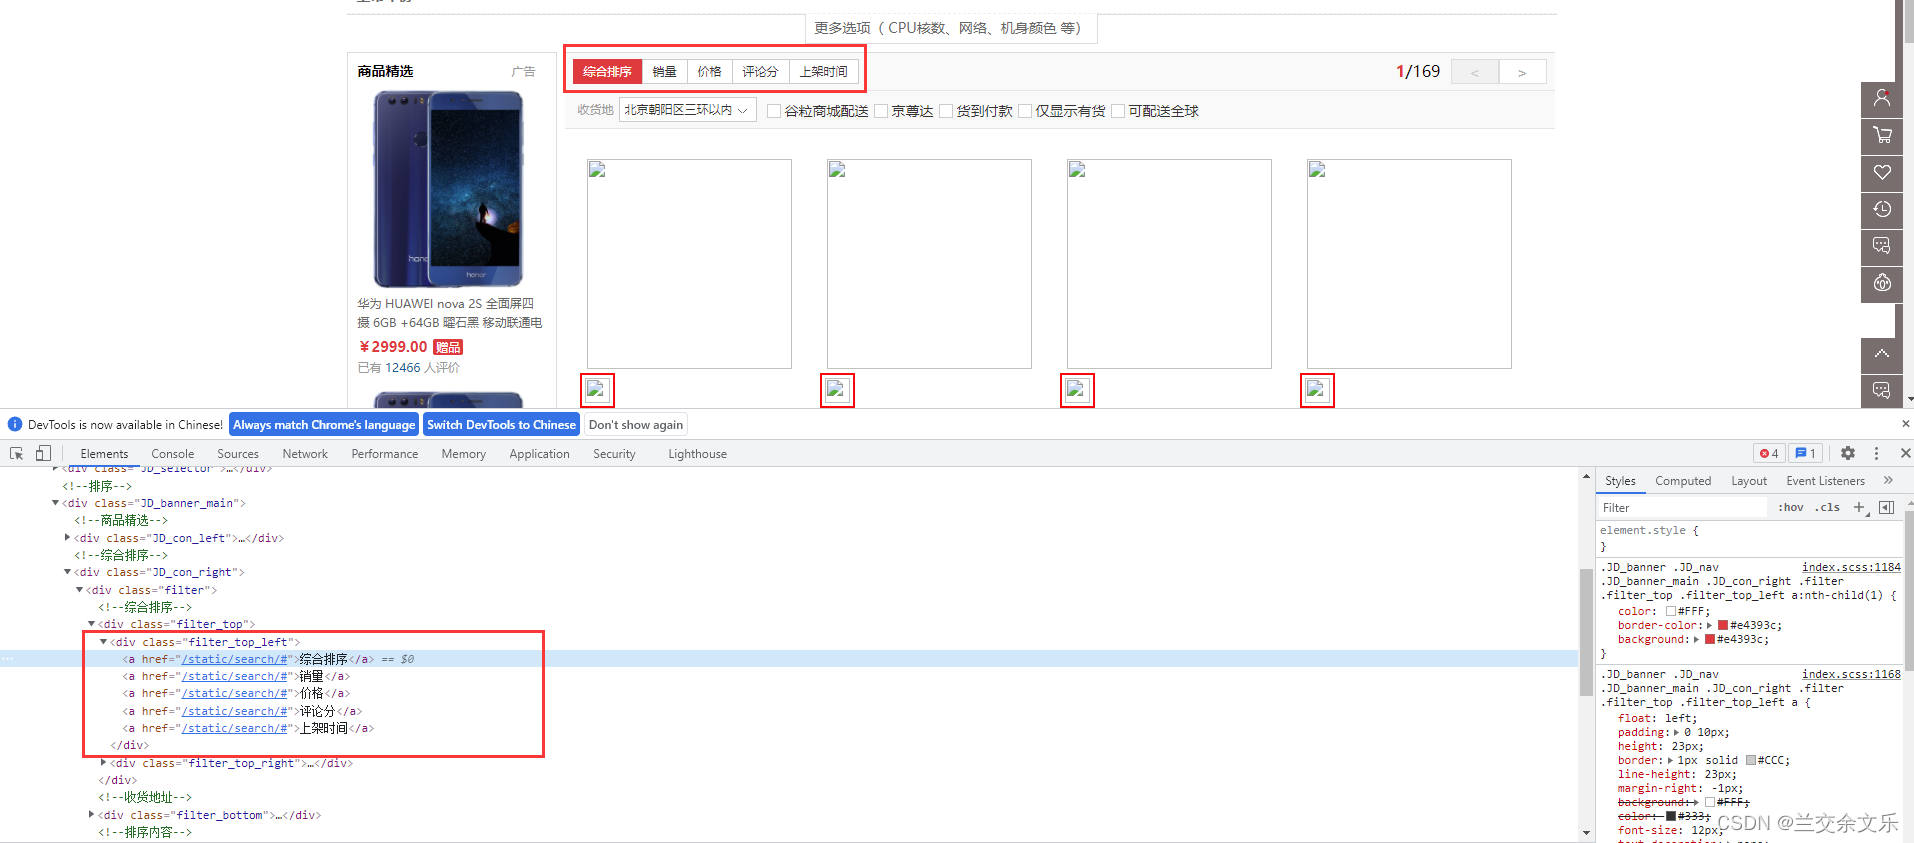 更多选项（ CPU核数、网络、机身颜色 等）
商品精选 广告
综合排序 销量 价格 评论分 上架时间
1/169 < >
收货地 北京朝阳区三环以内 谷粒商城配送 京尊达 货到付款 仅显示有货 可配送全球
honor
honor
华为 HUAWEI nova 2S 全面屏四
摄 6GB +64GB 曜石黑 移动联通电
¥2999.00 赠品
已有 12466 人评价
DevTools is now available in Chinese! Always match Chrome's language Switch DevTools to Chinese Don't show again
Elements Console Sources Network Performance Memory Application Security Lighthouse 4 1
<div class="JD_selector">…</div>
<!--排序-->
<div class="JD_banner_main">
<!--商品精选-->
<div class="JD_con_left">…</div>
<!--综合排序-->
<div class="JD_con_right">
<div class="filter">
<!--综合排序-->
<div class="filter_top">
<div class="filter_top_left">
<a href="/static/search/#">综合排序</a> == $0
<a href="/static/search/#">销量</a>
<a href="/static/search/#">价格</a>
<a href="/static/search/#">评论分</a>
<a href="/static/search/#">上架时间</a>
</div>
<div class="filter_top_right">…</div>
</div>
<!--收货地址-->
<div class="filter_bottom">…</div>
<!--排序内容-->
Styles Computed Layout Event Listeners »
Filter :hov .cls +
element.style {
}
.JD_banner .JD_nav index.scss:1184
.JD_banner_main .JD_con_right .filter
.filter_top .filter_top_left a:nth-child(1) {
color: #FFF;
border-color: #e4393c;
background: #e4393c;
}
.JD_banner .JD_nav index.scss:1168
.JD_banner_main .JD_con_right .filter
.filter_top .filter_top_left a {
float: left;
padding: 0 10px;
height: 23px;
border: 1px solid #CCC;
line-height: 23px;
margin-right: -1px;
background: #FFF;
color: #333;
font-size: 12px;
CSDN @兰交余文乐